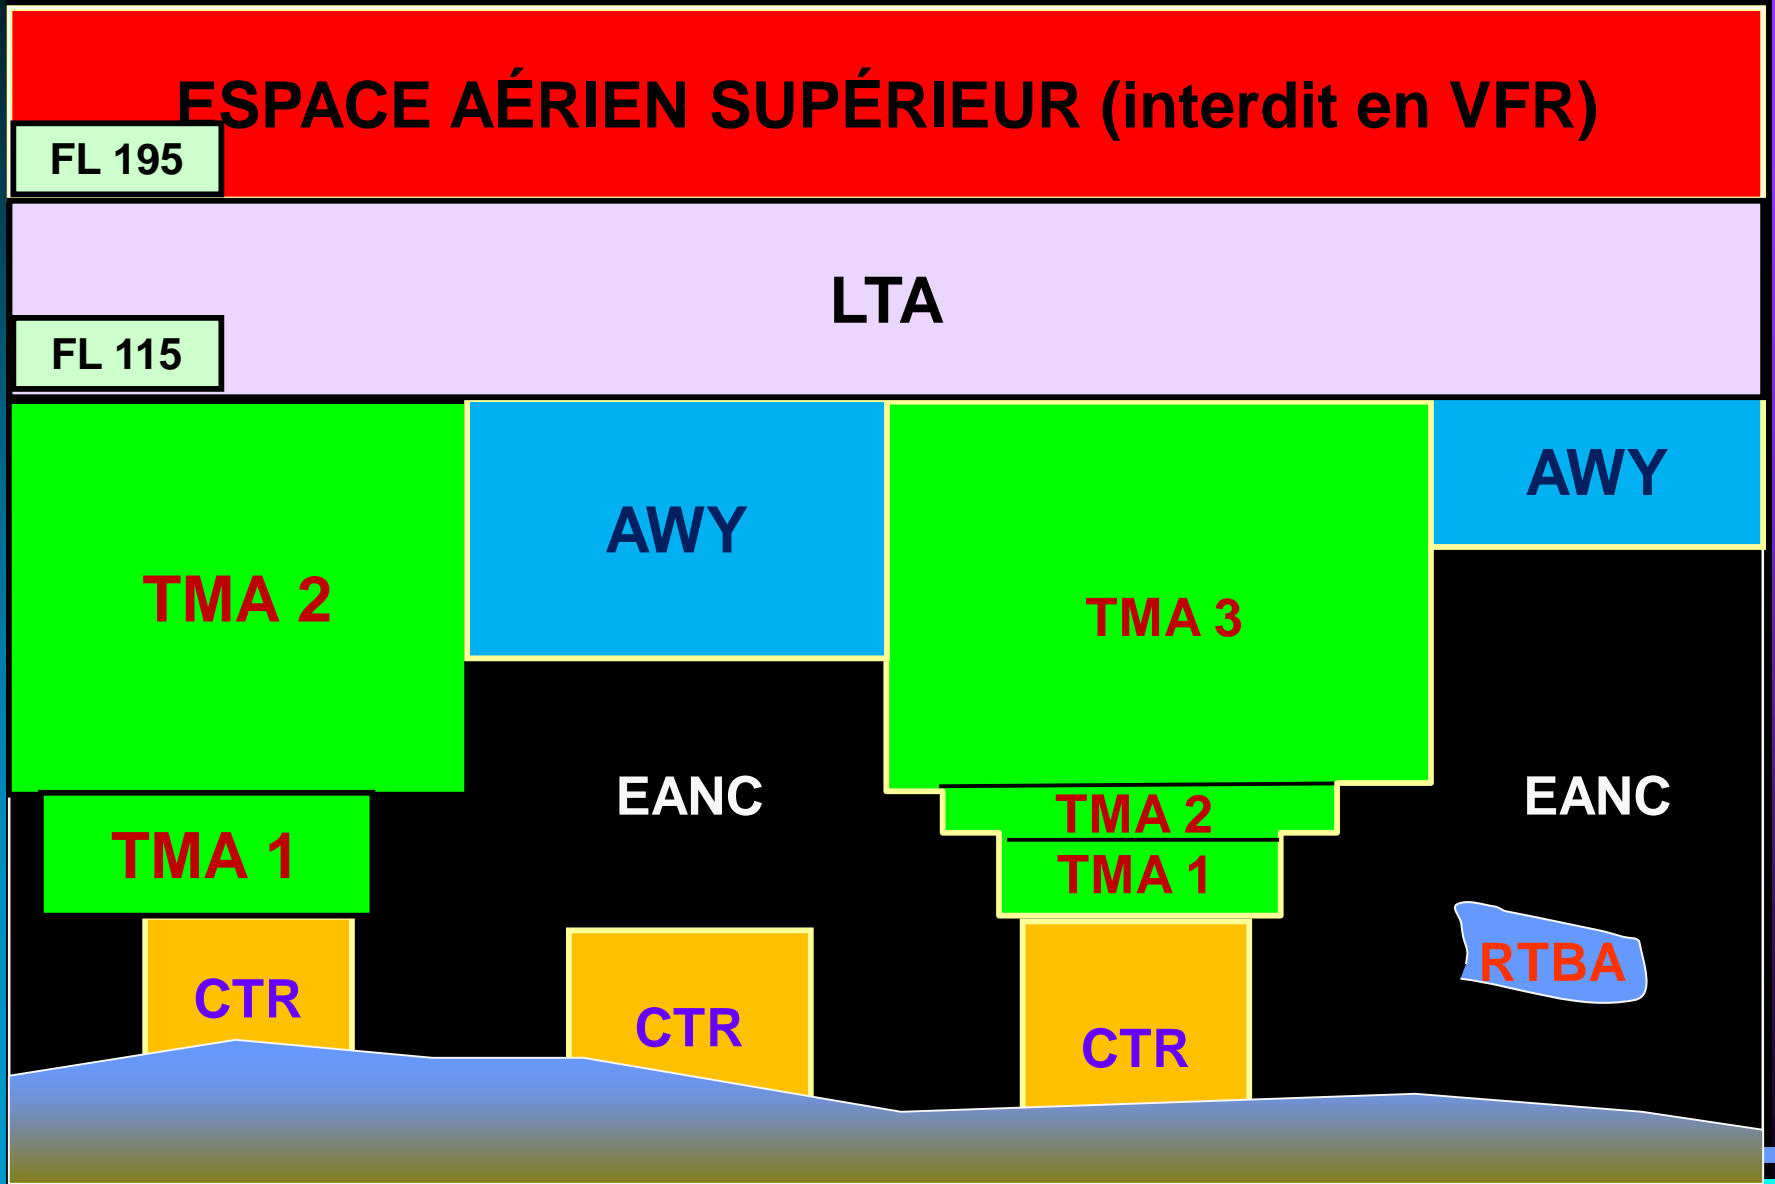 ESPACE AÉRIEN SUPÉRIEUR (interdit en VFR)
FL 195
LTA
FL 115
AWY
AWY
TMA 2
TMA 3
EANC
EANC
TMA 2
TMA 1
TMA 1
RTBA
CTR
CTR
CTR